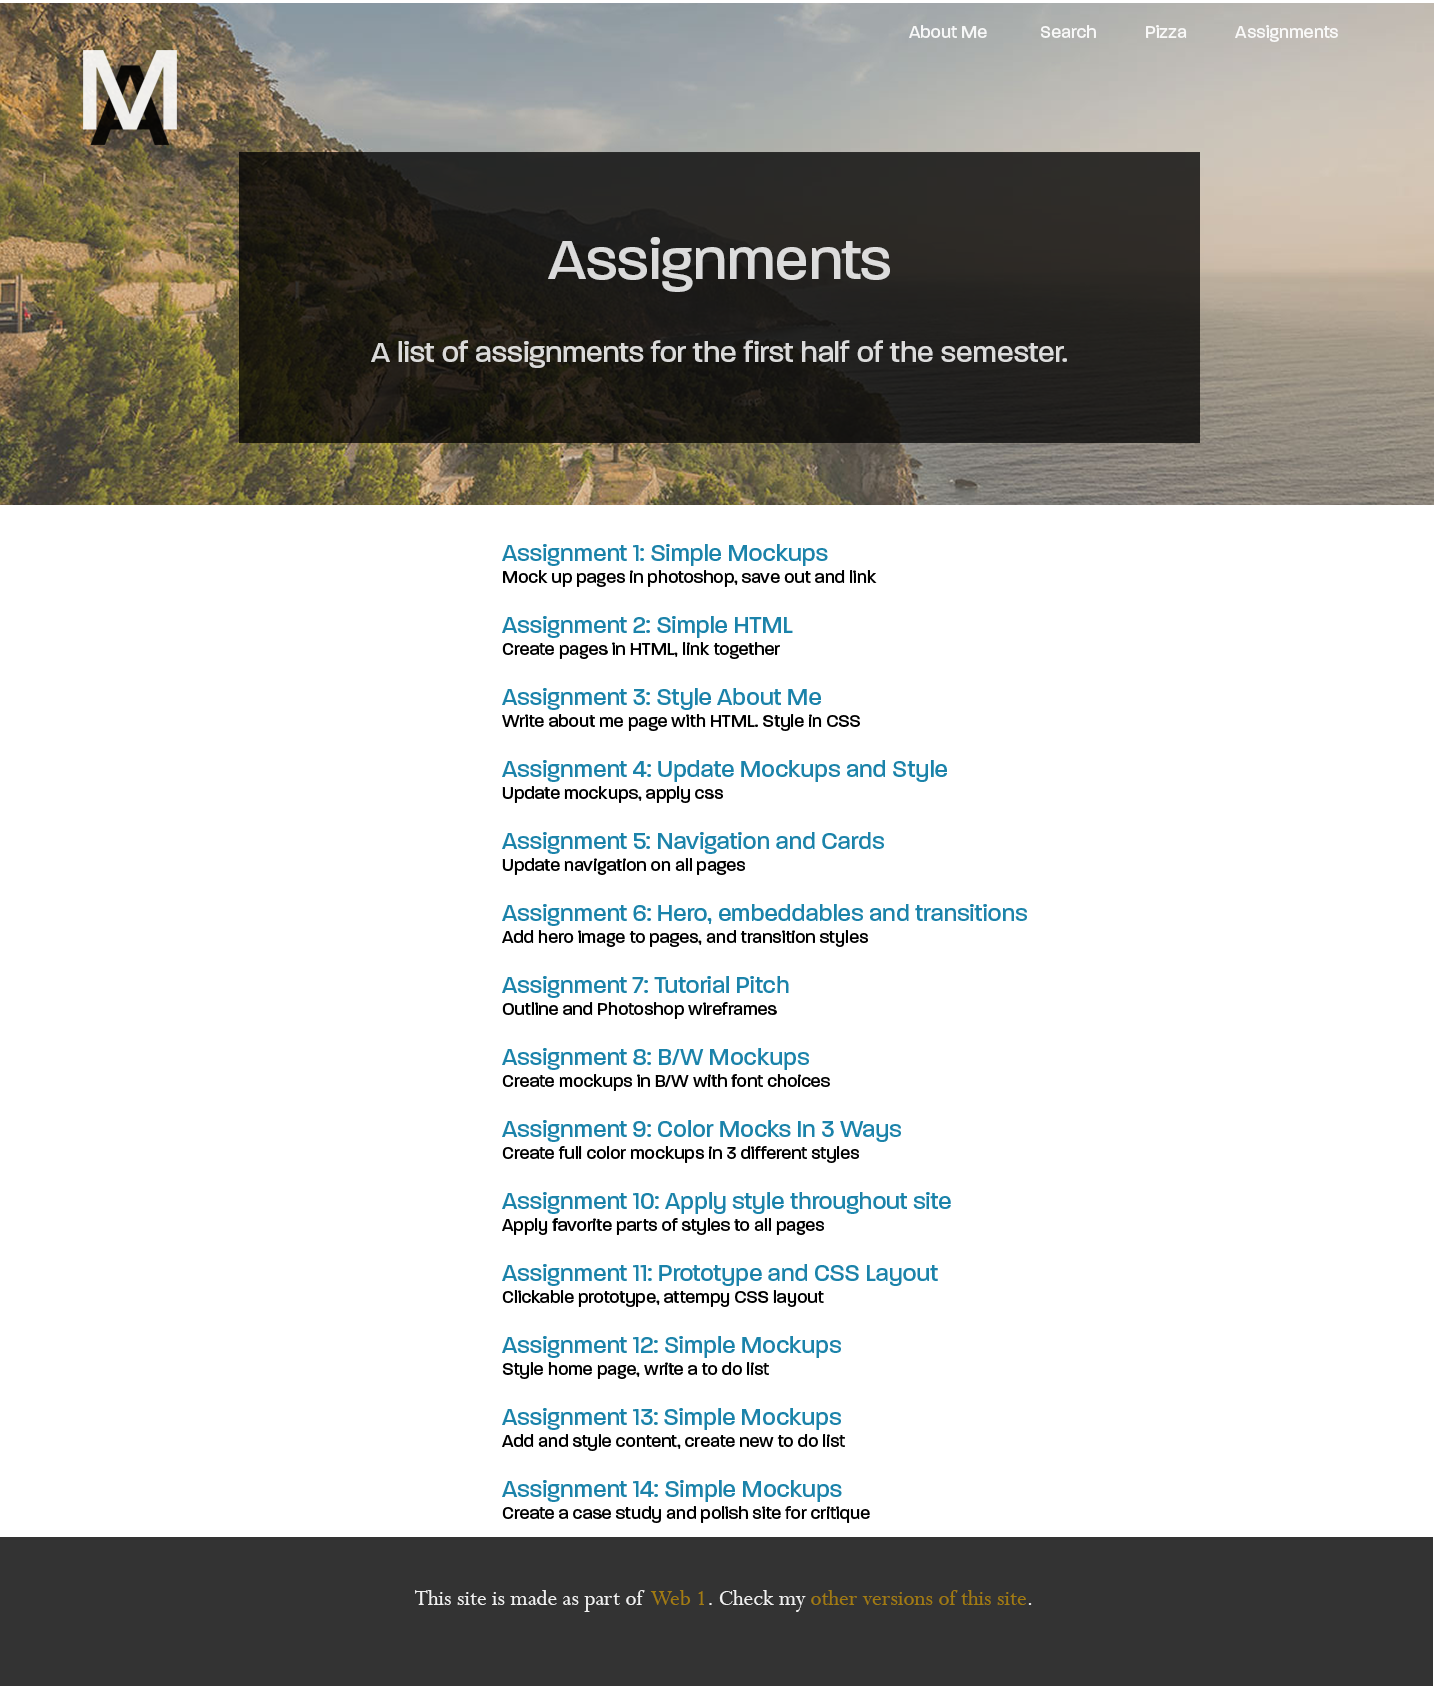 About Me Search Pizza Assignments
MA
Assignments
A list of assignments for the first half of the semester.
Assignment 1: Simple Mockups
Mock up pages in photoshop, save out and link
Assignment 2: Simple HTML
Create pages in HTML, link together
Assignment 3: Style About Me
Write about me page with HTML. Style in CSS
Assignment 4: Update Mockups and Style
Update mockups, apply css
Assignment 5: Navigation and Cards
Update navigation on all pages
Assignment 6: Hero, embeddables and transitions
Add hero image to pages, and transition styles
Assignment 7: Tutorial Pitch
Outline and Photoshop wireframes
Assignment 8: B/W Mockups
Create mockups in B/W with font choices
Assignment 9: Color Mocks In 3 Ways
Create full color mockups in 3 different styles
Assignment 10: Apply style throughout site
Apply favorite parts of styles to all pages
Assignment 11: Prototype and CSS Layout
Clickable prototype, attempy CSS layout
Assignment 12: Simple Mockups
Style home page, write a to do list
Assignment 13: Simple Mockups
Add and style content, create new to do list
Assignment 14: Simple Mockups
Create a case study and polish site for critique
This site is made as part of Web 1. Check my other versions of this site.